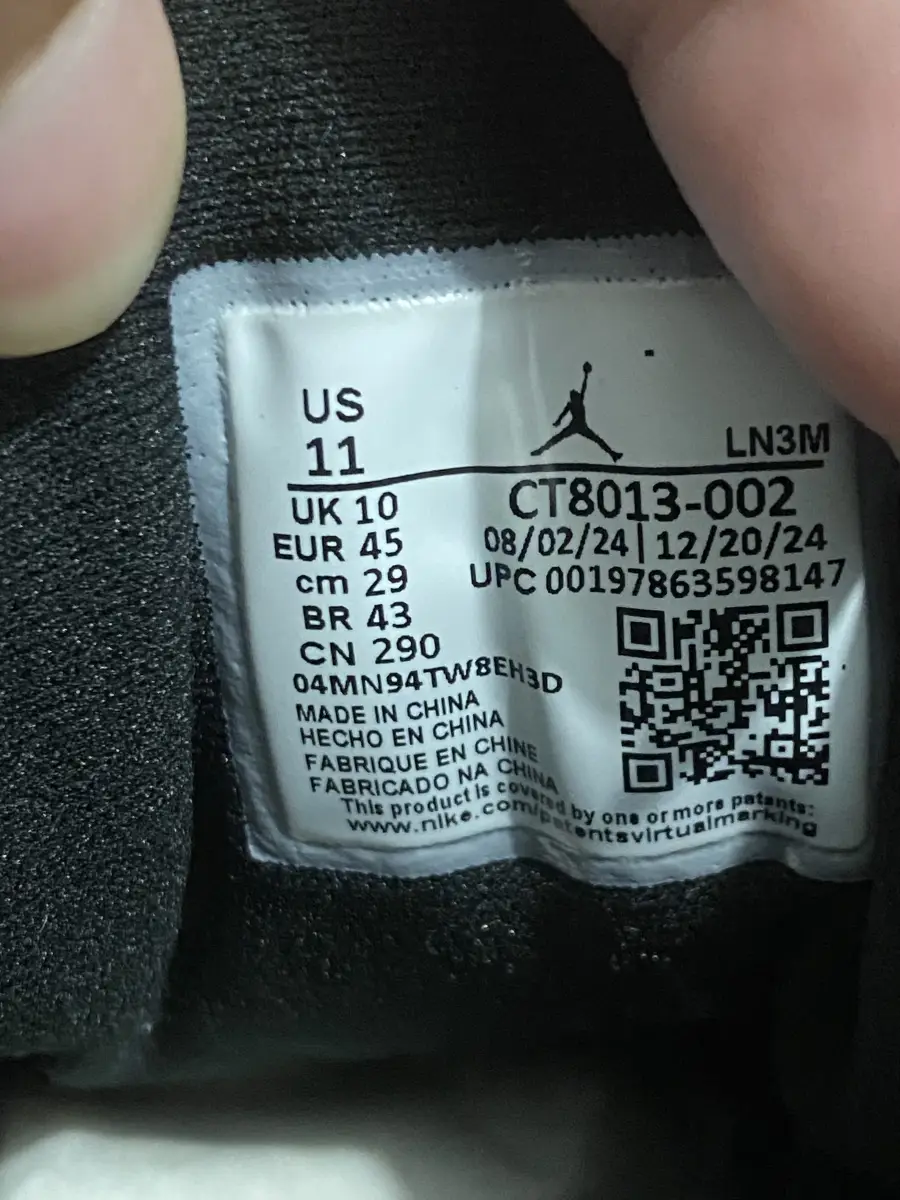 US
11
LN3M
UK 10
EUR 45
cm 29
BR 43
CN 290
CT8013-002
08/02/24|12/20/24
UPC 00197863598147
04MN94TW8EH3D
MADE IN CHINA
HECHO EN CHINA
FABRIQUE EN CHINE
FABRICADO NA CHINA
This product is covered by one or more patents:
www.nike.com/patentsvirtualmarking